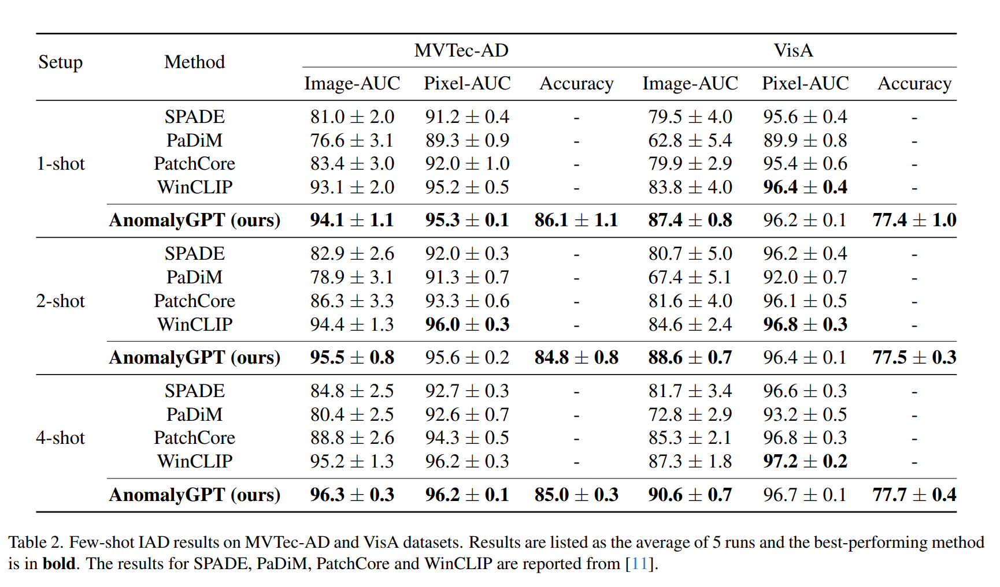 MVTec-AD VisA
Setup Method
Image-AUC Pixel-AUC Accuracy Image-AUC Pixel-AUC Accuracy
SPADE 81.0 ± 2.0 91.2 ± 0.4 - 79.5 ± 4.0 95.6 ± 0.4 -
PaDiM 76.6 ± 3.1 89.3 ± 0.9 - 62.8 ± 5.4 89.9 ± 0.8 -
1-shot PatchCore 83.4 ± 3.0 92.0 ± 1.0 - 79.9 ± 2.9 95.4 ± 0.6 -
WinCLIP 93.1 ± 2.0 95.2 ± 0.5 - 83.8 ± 4.0 96.4 ± 0.4 -
AnomalyGPT (ours) 94.1 ± 1.1 95.3 ± 0.1 86.1 ± 1.1 87.4 ± 0.8 96.2 ± 0.1 77.4 ± 1.0
SPADE 82.9 ± 2.6 92.0 ± 0.3 - 80.7 ± 5.0 96.2 ± 0.4 -
PaDiM 78.9 ± 3.1 91.3 ± 0.7 - 67.4 ± 5.1 92.0 ± 0.7 -
2-shot PatchCore 86.3 ± 3.3 93.3 ± 0.6 - 81.6 ± 4.0 96.1 ± 0.5 -
WinCLIP 94.4 ± 1.3 96.0 ± 0.3 - 84.6 ± 2.4 96.8 ± 0.3 -
AnomalyGPT (ours) 95.5 ± 0.8 95.6 ± 0.2 84.8 ± 0.8 88.6 ± 0.7 96.4 ± 0.1 77.5 ± 0.3
SPADE 84.8 ± 2.5 92.7 ± 0.3 - 81.7 ± 3.4 96.6 ± 0.3 -
PaDiM 80.4 ± 2.5 92.6 ± 0.7 - 72.8 ± 2.9 93.2 ± 0.5 -
4-shot PatchCore 88.8 ± 2.6 94.3 ± 0.5 - 85.3 ± 2.1 96.8 ± 0.3 -
WinCLIP 95.2 ± 1.3 96.2 ± 0.3 - 87.3 ± 1.8 97.2 ± 0.2 -
AnomalyGPT (ours) 96.3 ± 0.3 96.2 ± 0.1 85.0 ± 0.3 90.6 ± 0.7 96.7 ± 0.1 77.7 ± 0.4
Table 2. Few-shot IAD results on MVTec-AD and VisA datasets. Results are listed as the average of 5 runs and the best-performing method
is in bold. The results for SPADE, PaDiM, PatchCore and WinCLIP are reported from [11].